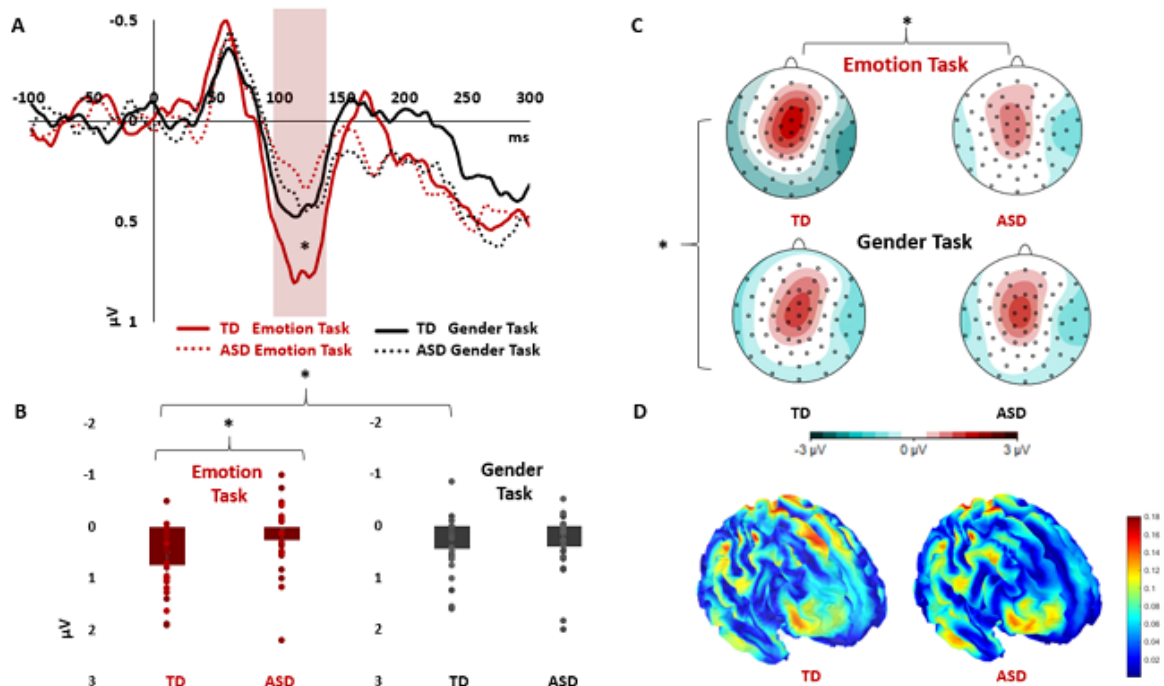 A
-0.5
-100 -50 0 50 100 150 200 250 300
0
ms
0.5
*
1
µV
TD Emotion Task
TD Gender Task
ASD Emotion Task
ASD Gender Task
B
*
*
-2
-1
0
1
2
3
µV
Emotion
Task
TD
ASD
-2
-1
0
1
2
3
Gender
Task
TD
ASD
C
*
Emotion Task
TD
ASD
*
Gender Task
TD
ASD
-3 µV
0 µV
3 µV
D
TD
ASD
0.18
0.16
0.14
0.12
0.10
0.08
0.06
0.04
0.02